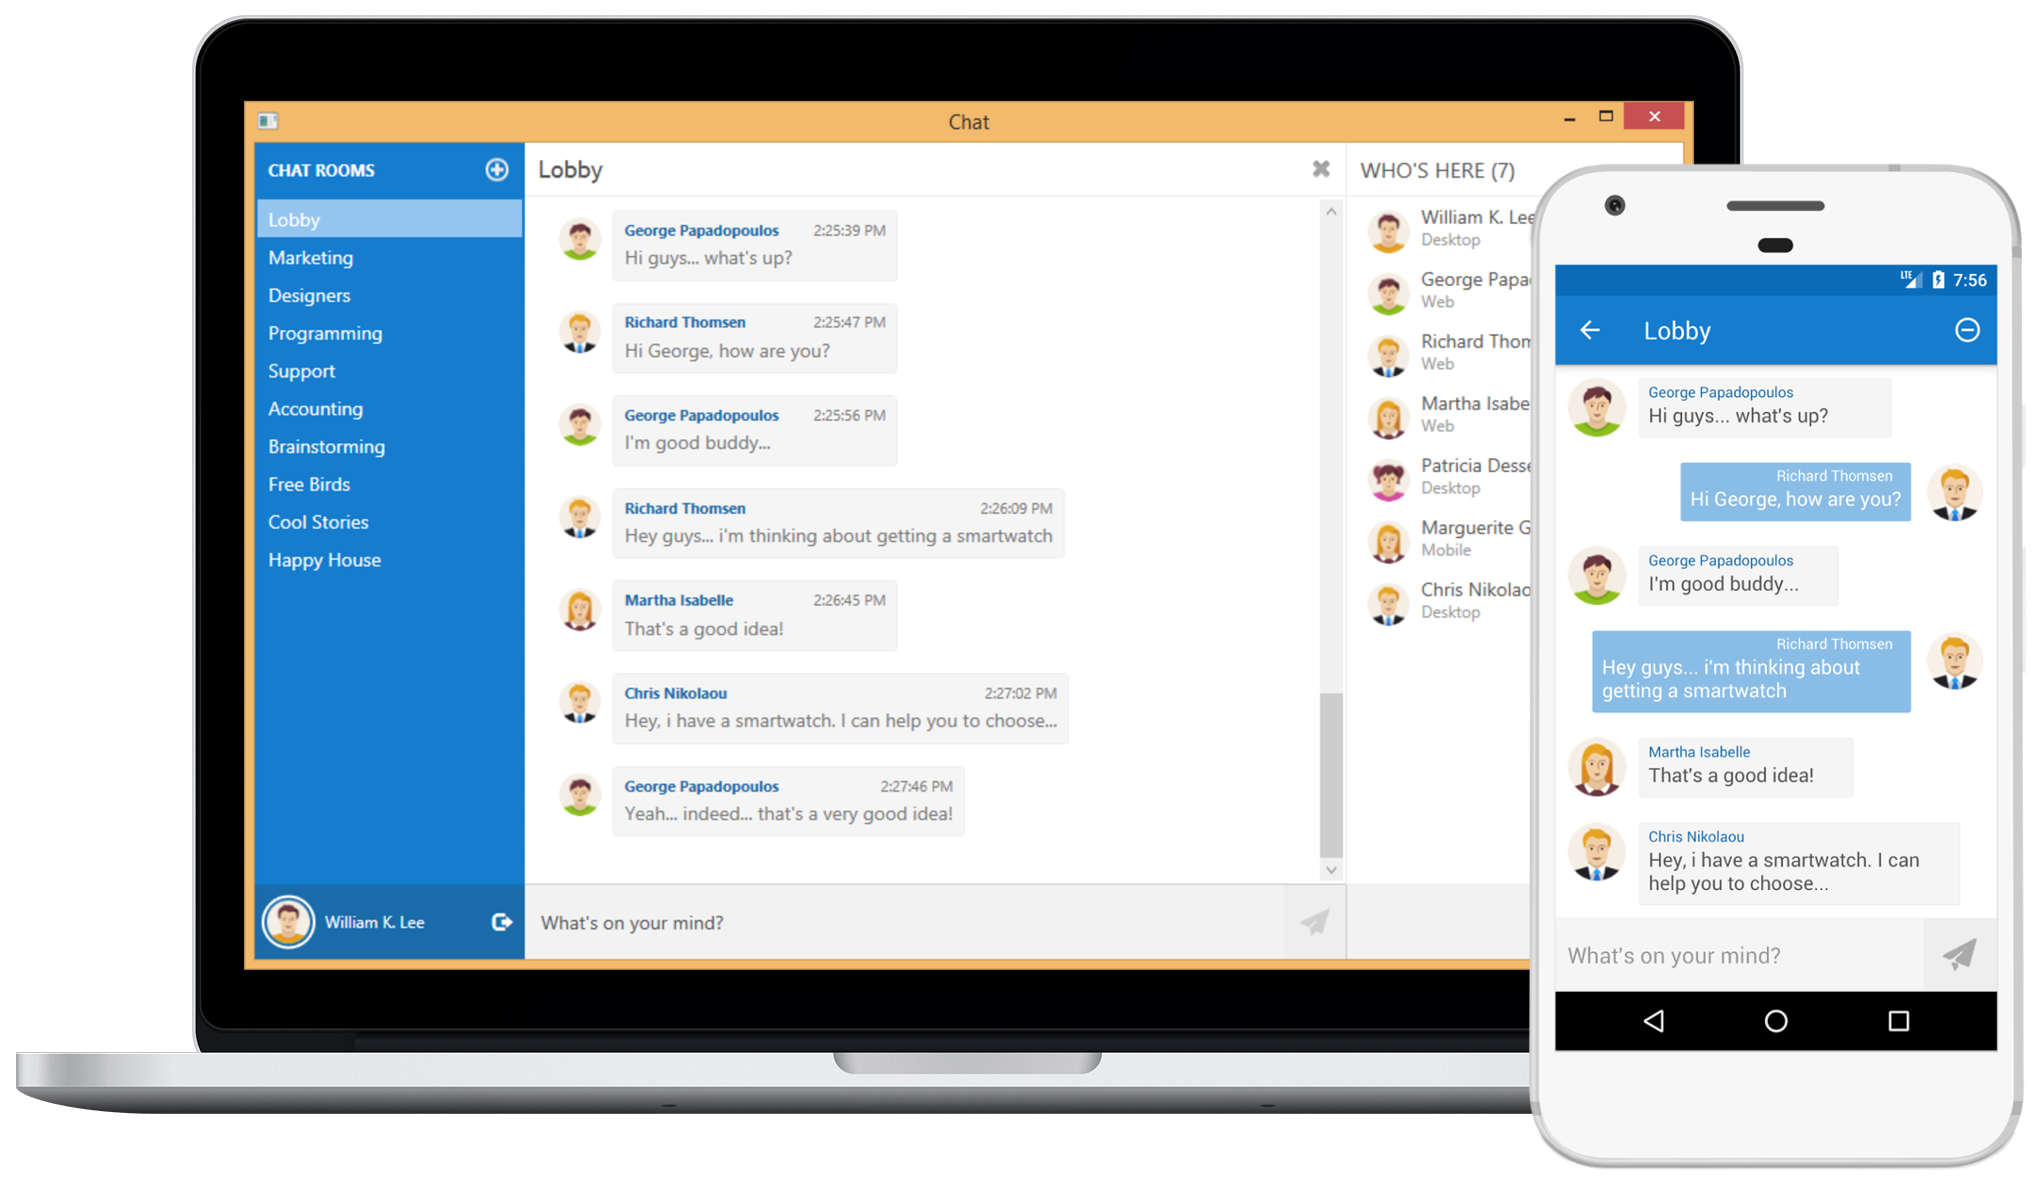 Chat
CHAT ROOMS
Lobby
Marketing
Designers
Programming
Support
Accounting
Brainstorming
Free Birds
Cool Stories
Happy House
William K. Lee
Lobby
George Papadopoulos 2:25:39 PM
Hi guys... what's up?
Richard Thomsen 2:25:47 PM
Hi George, how are you?
George Papadopoulos 2:25:56 PM
I'm good buddy...
Richard Thomsen 2:26:09 PM
Hey guys... i'm thinking about getting a smartwatch
Martha Isabelle 2:26:45 PM
That's a good idea!
Chris Nikolaou 2:27:02 PM
Hey, i have a smartwatch. I can help you to choose...
George Papadopoulos 2:27:46 PM
Yeah... indeed... that's a very good idea!
What's on your mind?
WHO'S HERE (7)
William K. Lee
Desktop
George Papa
Web
Richard Thom
Web
Martha Isabe
Web
Patricia Desse
Desktop
Marguerite G
Mobile
Chris Nikolao
Desktop
LTE 7:56
Lobby
George Papadopoulos
Hi guys... what's up?
Richard Thomsen
Hi George, how are you?
George Papadopoulos
I'm good buddy...
Richard Thomsen
Hey guys... i'm thinking about
getting a smartwatch
Martha Isabelle
That's a good idea!
Chris Nikolaou
Hey, i have a smartwatch. I can
help you to choose...
What's on your mind?